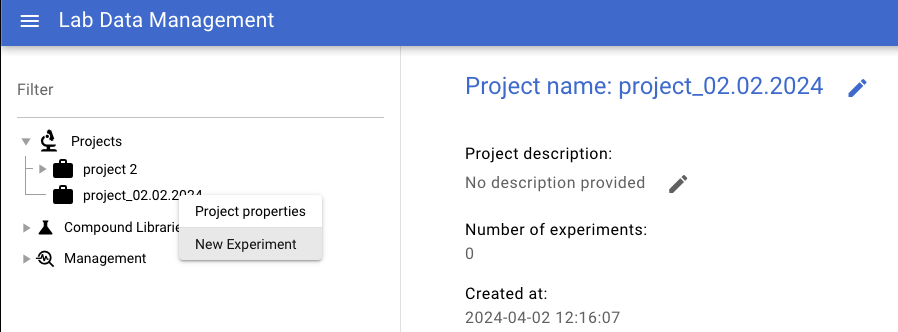 Lab Data Management
Filter
Projects
project 2
project_02.02.2024
Compound Librarie
Management
Project properties
New Experiment
Project name: project_02.02.2024
Project description:
No description provided
Number of experiments:
0
Created at:
2024-04-02 12:16:07